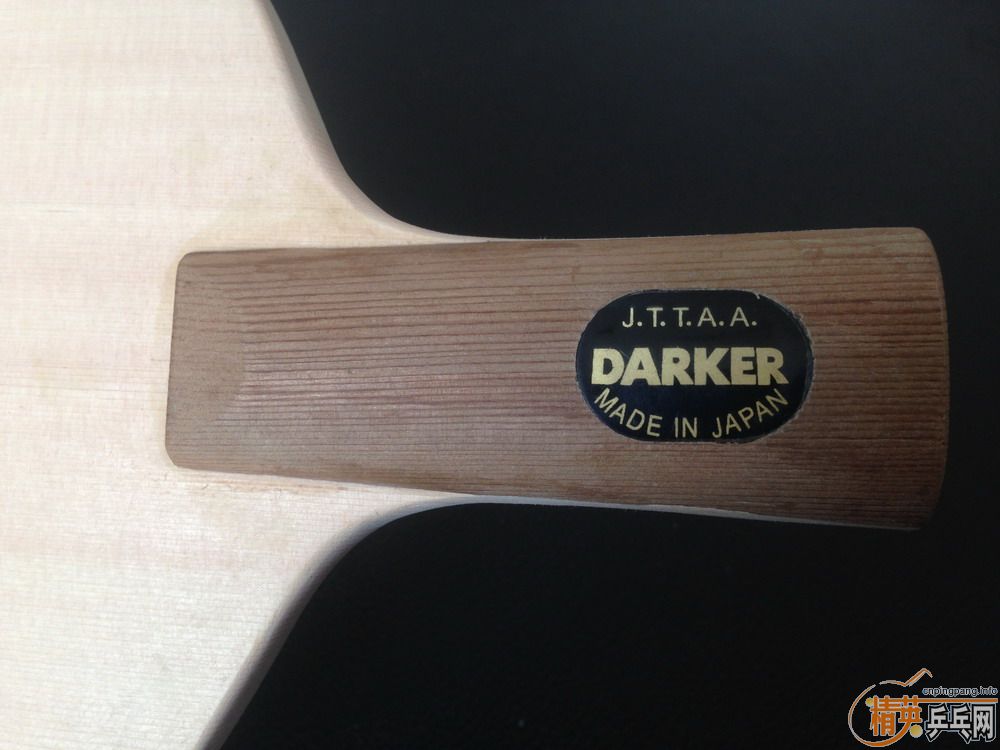 J.T.T.A.A.
DARKER
MADE IN JAPAN
cnpingpang.info
精英乒乓网